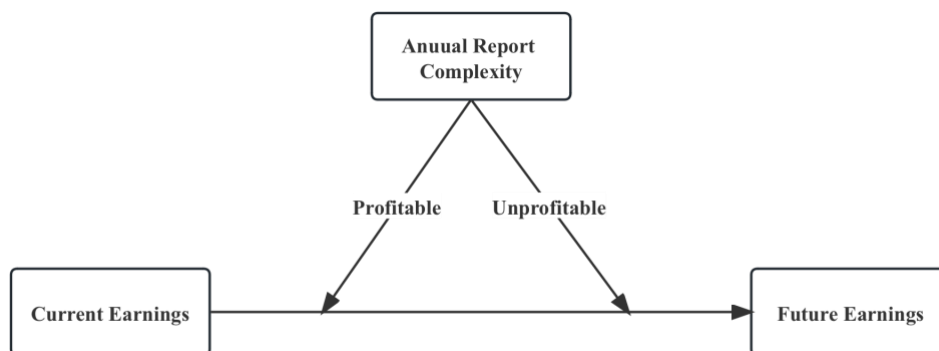 Anuual Report
Complexity
Profitable
Unprofitable
Current Earnings
Future Earnings